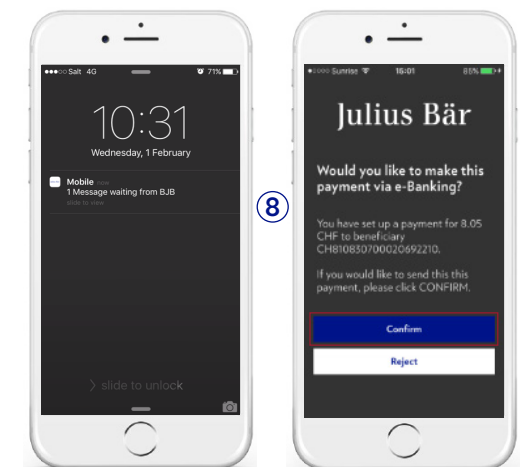 Salt 4G
71%
10:31
Wednesday, 1 February
Mobile now
1 Message waiting from BJB
slide to view
> slide to unlock
8
Sunrise
16:01
85%
Julius Bär
Would you like to make this
payment via e-Banking?
You have set up a payment for 8.05
CHF to beneficiary
CH810830700020692210.
If you would like to send this this
payment, please click CONFIRM.
Confirm
Reject